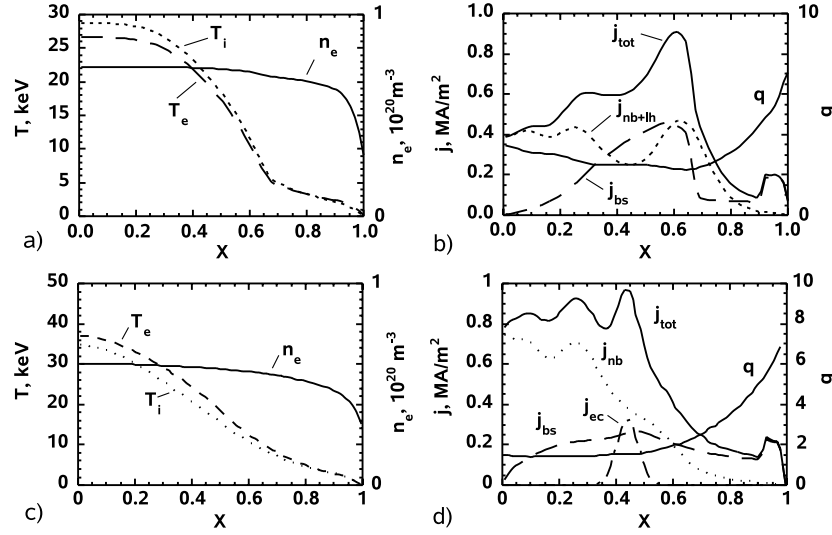 30
25
20
15
10
5
0
T, keV
T_i
T_e
n_e
1
0
n_e, 10^20 m^-3
0.0 0.2 0.4 0.6 0.8 1.0
X
a)
1.0
0.8
0.6
0.4
0.2
0.0
j, MA/m^2
j_tot
j_nb+lh
j_bs
q
10
5
0
q
0.0 0.2 0.4 0.6 0.8 1.0
X
b)
50
40
30
20
10
0
T, keV
T_e
T_i
n_e
1
0
n_e, 10^20 m^-3
0 0.2 0.4 0.6 0.8 1
X
c)
1
0.8
0.6
0.4
0.2
0
j, MA/m^2
j_tot
j_nb
j_ec
j_bs
q
10
8
6
4
2
0
q
0 0.2 0.4 0.6 0.8 1
X
d)